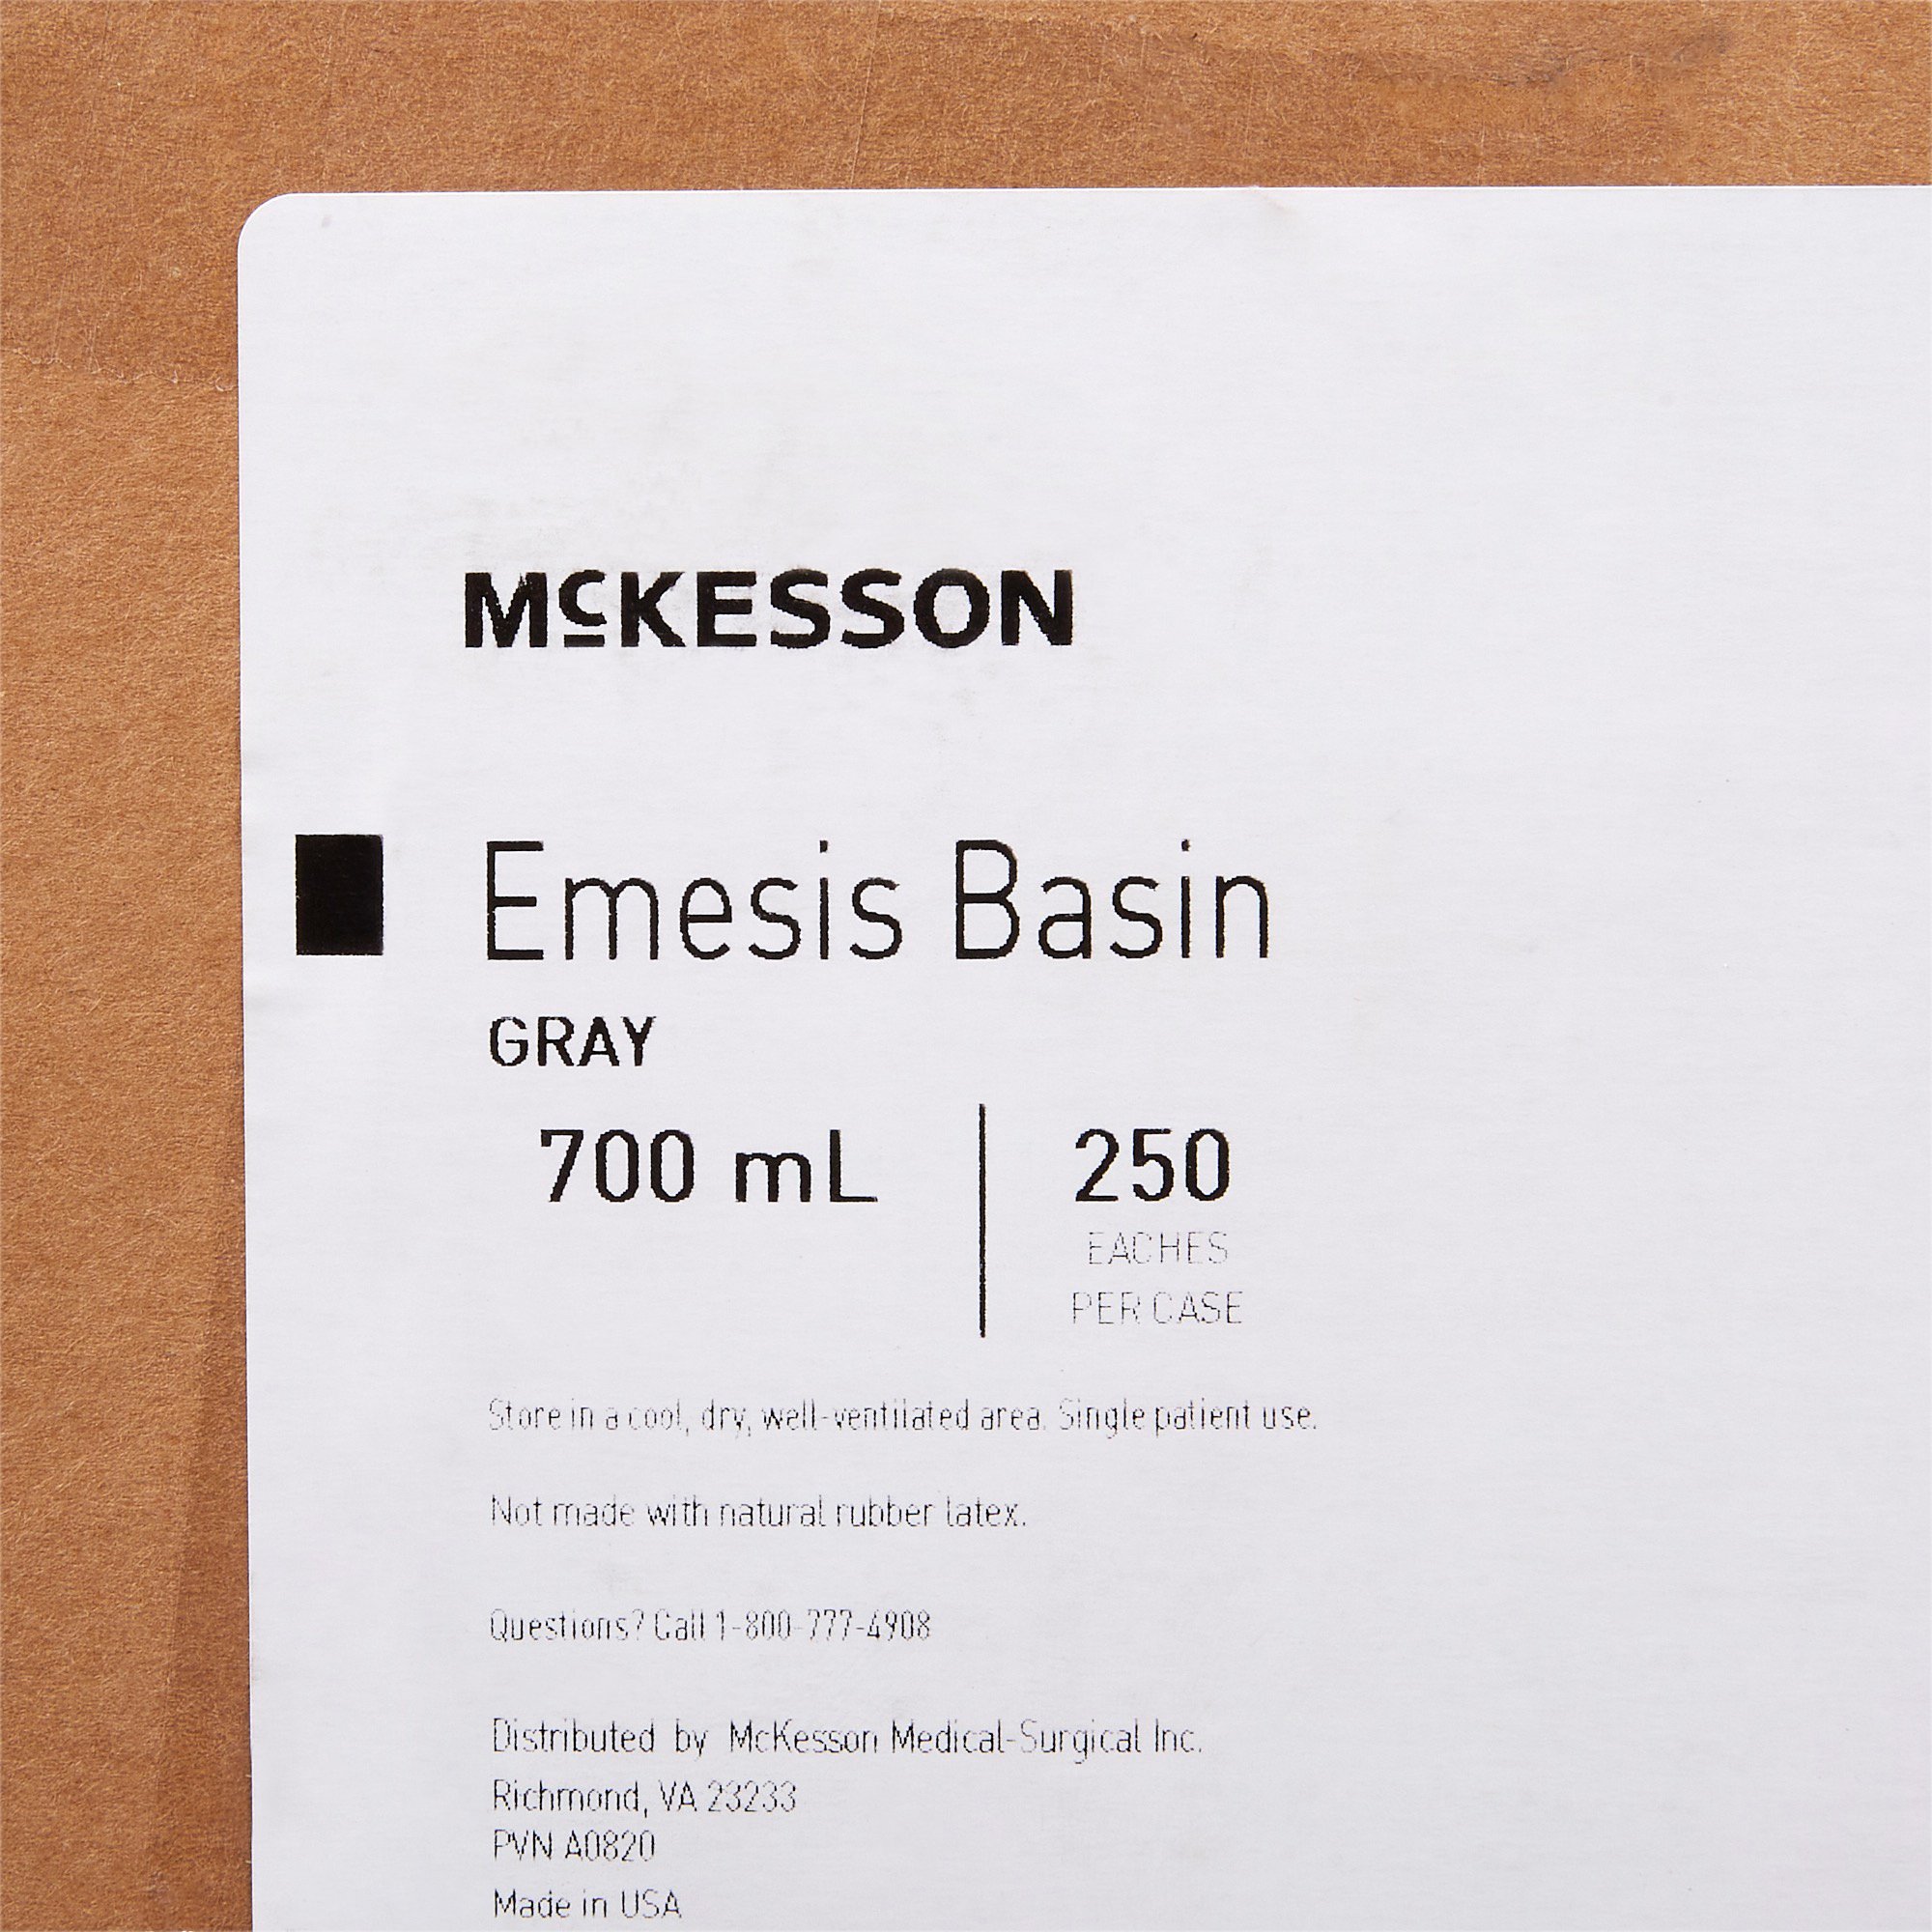 McKESSON
Emesis Basin
GRAY
700 mL
250
EACHES
PER CASE
Store in a cool, dry, well-ventilated area. Single patient use.
Not made with natural rubber latex.
Questions? Call 1-800-777-4908
Distributed by McKesson Medical-Surgical Inc.
Richmond, VA 23233
PVN A0820
Made in USA